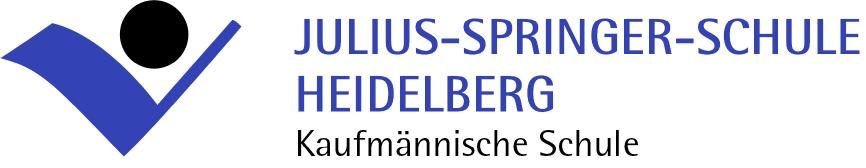 JULIUS-SPRINGER-SCHULE
HEIDELBERG
Kaufmännische Schule